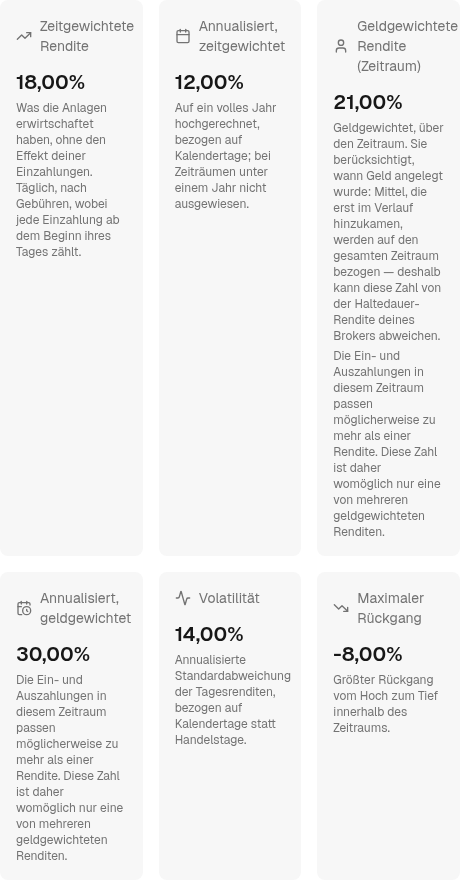 Zeitgewichtete
Rendite
18,00%
Was die Anlagen
erwirtschaftet
haben, ohne den
Effekt deiner
Einzahlungen.
Täglich, nach
Gebühren, wobei
jede Einzahlung ab
dem Beginn ihres
Tages zählt.
Annualisiert,
zeitgewichtet
12,00%
Auf ein volles Jahr
hochgerechnet,
bezogen auf
Kalendertage; bei
Zeiträumen unter
einem Jahr nicht
ausgewiesen.
Geldgewichtete
Rendite
(Zeitraum)
21,00%
Geldgewichtet, über
den Zeitraum. Sie
berücksichtigt,
wann Geld angelegt
wurde: Mittel, die
erst im Verlauf
hinzukamen,
werden auf den
gesamten Zeitraum
bezogen — deshalb
kann diese Zahl von
der Haltedauer-
Rendite deines
Brokers abweichen.
Die Ein- und
Auszahlungen in
diesem Zeitraum
passen
möglicherweise zu
mehr als einer
Rendite. Diese Zahl
ist daher
womöglich nur eine
von mehreren
geldgewichteten
Renditen.
Annualisiert,
geldgewichtet
30,00%
Die Ein- und
Auszahlungen in
diesem Zeitraum
passen
möglicherweise zu
mehr als einer
Rendite. Diese Zahl
ist daher
womöglich nur eine
von mehreren
geldgewichteten
Renditen.
Volatilität
14,00%
Annualisierte
Standardabweichung
der Tagesrenditen,
bezogen auf
Kalendertage statt
Handelstage.
Maximaler
Rückgang
-8,00%
Größter Rückgang
vom Hoch zum Tief
innerhalb des
Zeitraums.